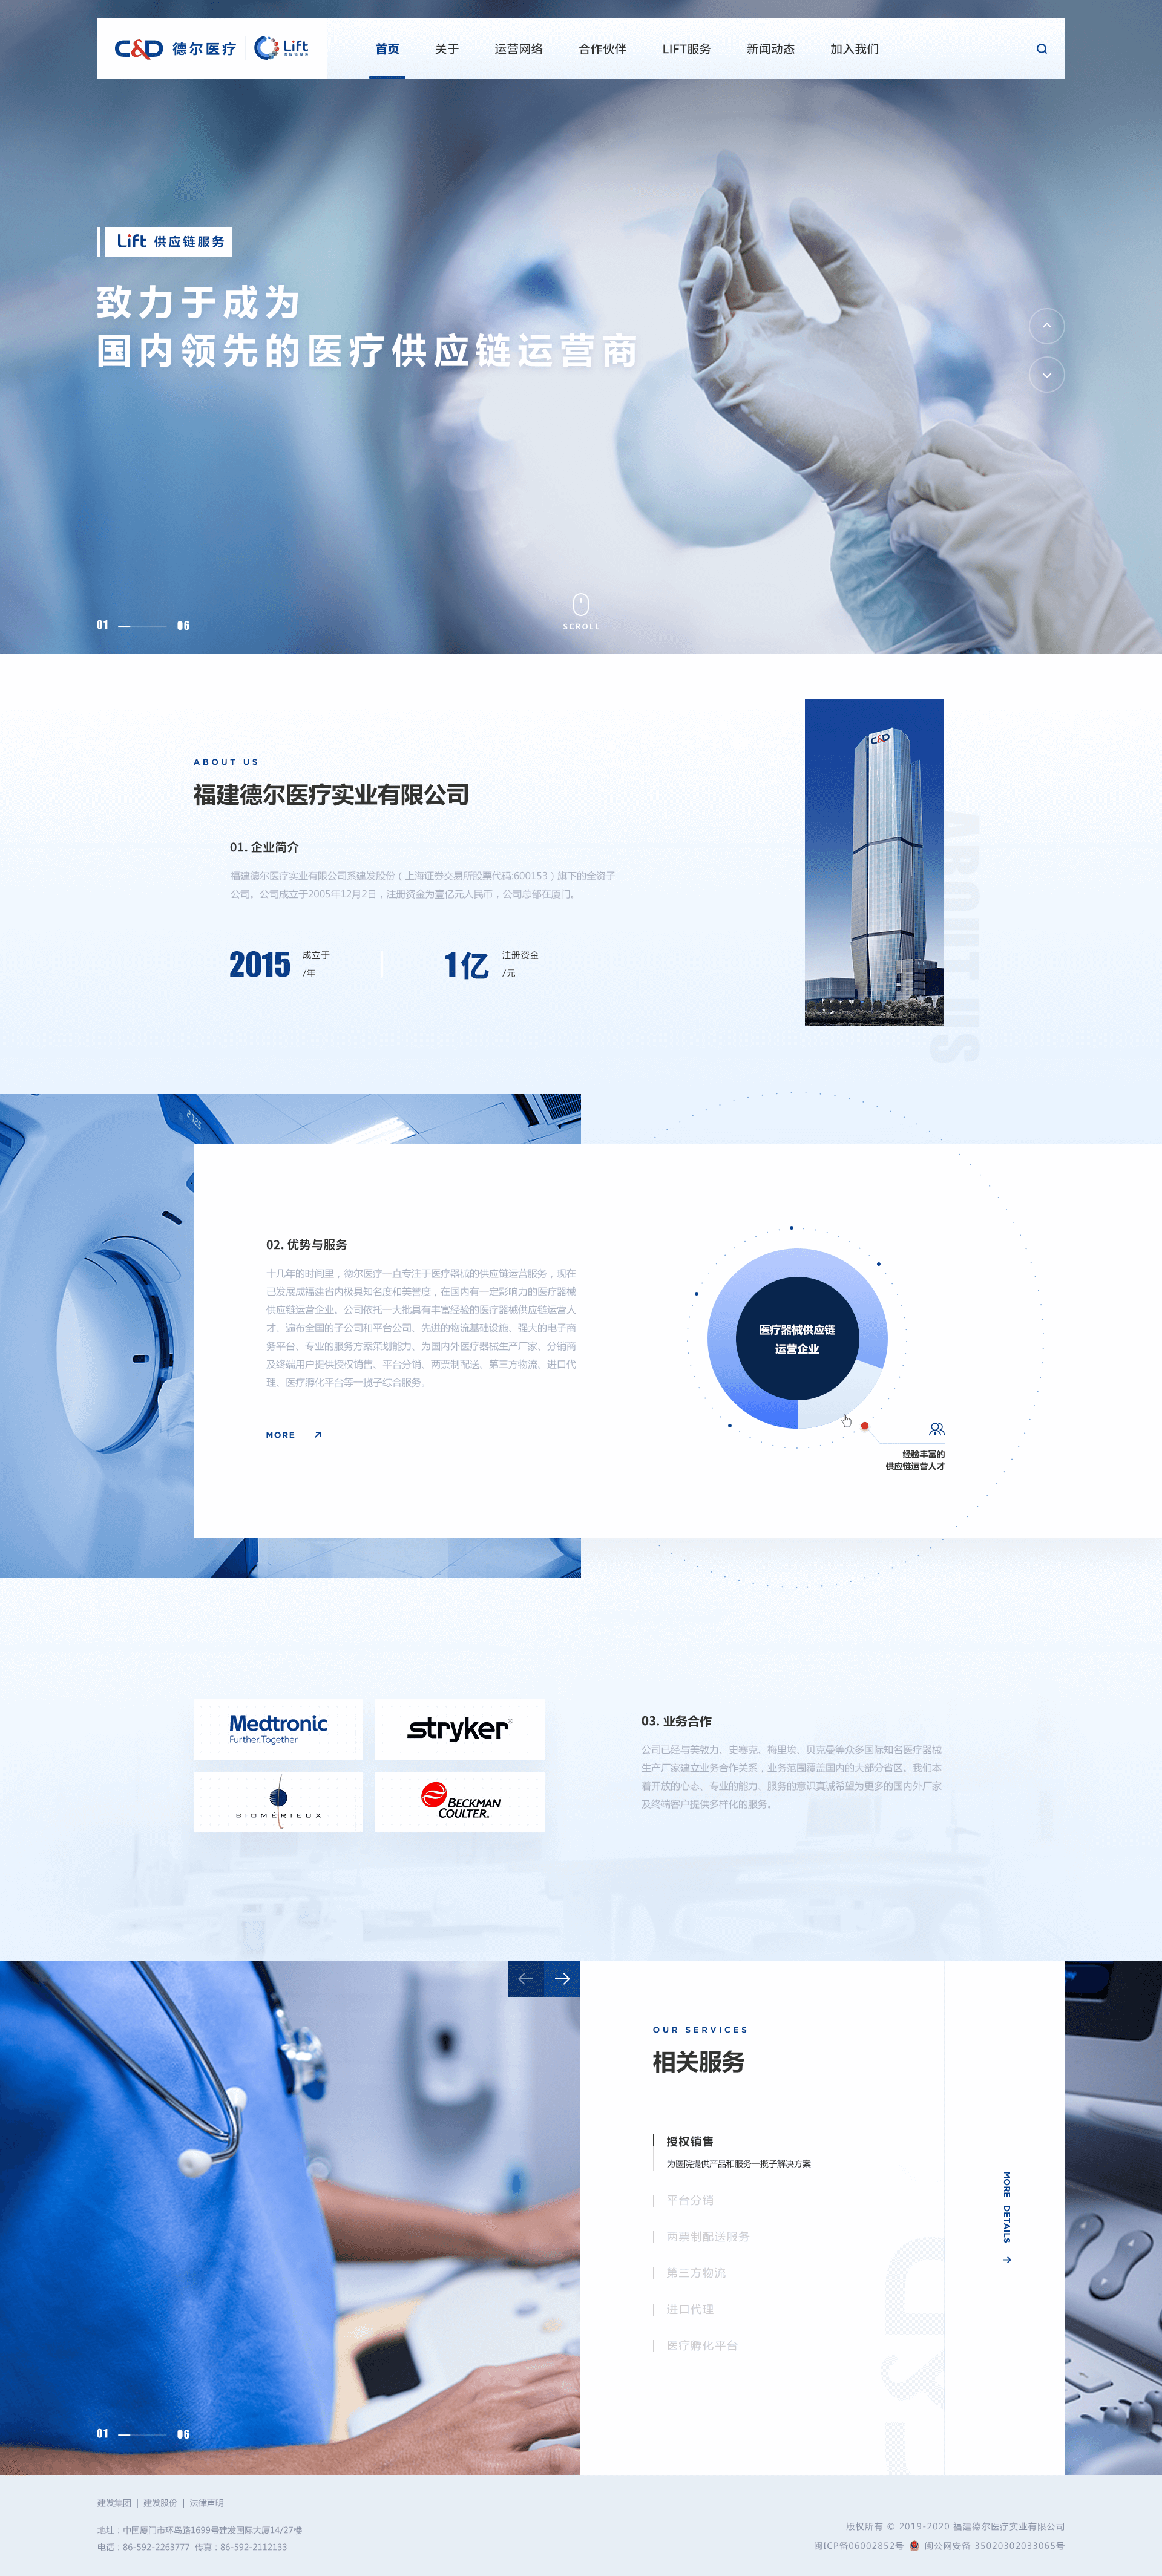 C&D 德尔医疗 Lift
首页 关于 运营网络 合作伙伴 LIFT服务 新闻动态 加入我们
Lift 供应链服务
致力于成为
国内领先的医疗供应链运营商
01 06
SCROLL
ABOUT US
福建德尔医疗实业有限公司
01. 企业简介
福建德尔医疗实业有限公司系建发股份（上海证券交易所股票代码:600153）旗下的全资子
公司。公司成立于2005年12月2日，注册资金为壹亿元人民币，公司总部在厦门。
2015 成立于
/年
1亿 注册资金
/元
C&D
ABOUT US
02. 优势与服务
十几年的时间里，德尔医疗一直专注于医疗器械的供应链运营服务，现在
已发展成福建省内极具知名度和美誉度，在国内有一定影响力的医疗器械
供应链运营企业。公司依托一大批具有丰富经验的医疗器械供应链运营人
才、遍布全国的子公司和平台公司、先进的物流基础设施、强大的电子商
务平台、专业的服务方案策划能力、为国内外医疗器械生产厂家、分销商
及终端用户提供授权销售、平台分销、两票制配送、第三方物流、进口代
理、医疗孵化平台等一揽子综合服务。
MORE
医疗器械供应链
运营企业
经验丰富的
供应链运营人才
Medtronic
Further,Together
stryker®
BIOMÉRIEUX
BECKMAN
COULTER.
03. 业务合作
公司已经与美敦力、史赛克、梅里埃、贝克曼等众多国际知名医疗器械
生产厂家建立业务合作关系，业务范围覆盖国内的大部分省区。我们本
着开放的心态、专业的能力、服务的意识真诚希望为更多的国内外厂家
及终端客户提供多样化的服务。
OUR SERVICES
相关服务
授权销售
为医院提供产品和服务一揽子解决方案
平台分销
两票制配送服务
第三方物流
进口代理
医疗孵化平台
C&D
MORE DETAILS
01 06
建发集团 | 建发股份 | 法律声明
地址：中国厦门市环岛路1699号建发国际大厦14/27楼
电话：86-592-2263777 传真：86-592-2112133
版权所有 © 2019-2020 福建德尔医疗实业有限公司
闽ICP备06002852号 闽公网安备 35020302033065号